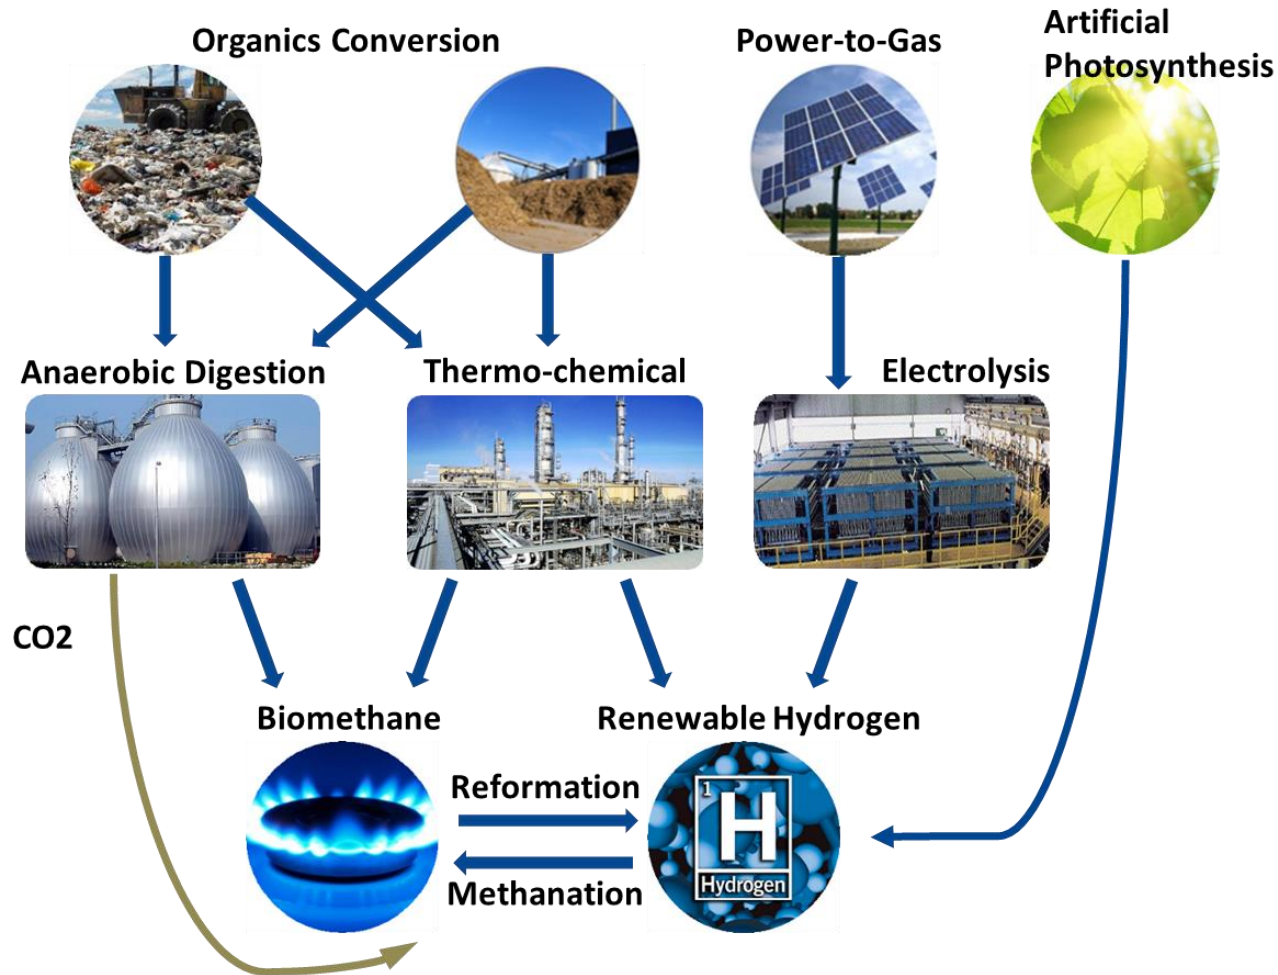 Organics Conversion
Power-to-Gas
Artificial
Photosynthesis
Anaerobic Digestion
Thermo-chemical
Electrolysis
CO2
Biomethane
Renewable Hydrogen
Reformation
Methanation
1
H
Hydrogen